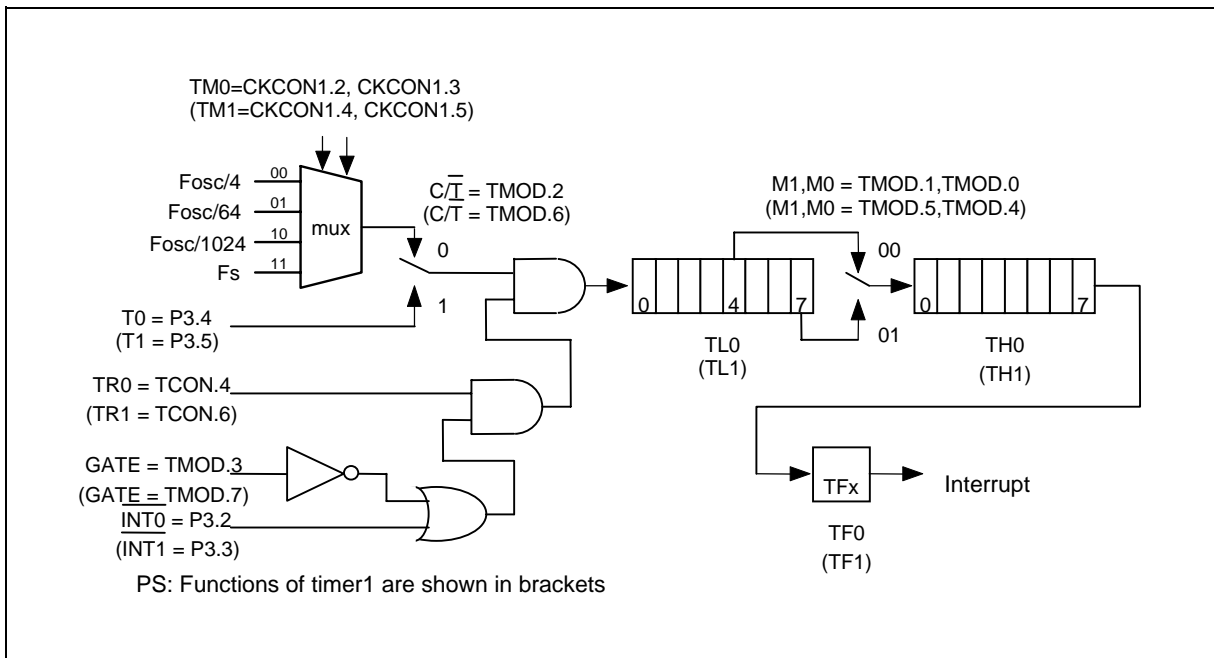 TM0=CKCON1.2, CKCON1.3
(TM1=CKCON1.4, CKCON1.5)
Fosc/4
00
Fosc/64
01
Fosc/1024
10
Fs
11
mux
C/T̅ = TMOD.2
(C/T̅ = TMOD.6)
0
1
T0 = P3.4
(T1 = P3.5)
M1,M0 = TMOD.1,TMOD.0
(M1,M0 = TMOD.5,TMOD.4)
0
4
7
TL0
(TL1)
00
01
0
7
TH0
(TH1)
TR0 = TCON.4
(TR1 = TCON.6)
GATE = TMOD.3
(GATE = TMOD.7)
I̅N̅T̅0̅ = P3.2
(I̅N̅T̅1̅ = P3.3)
TFx
Interrupt
TF0
(TF1)
PS: Functions of timer1 are shown in brackets